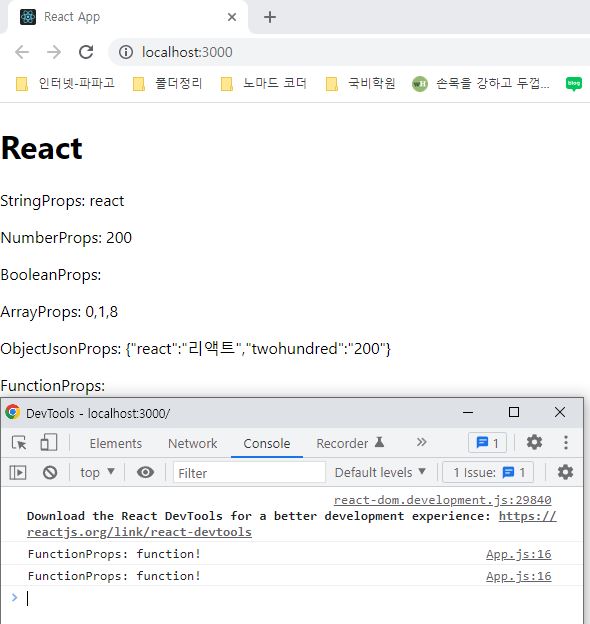 React App
localhost:3000
인터넷-파파고 폴더정리 노마드 코더 국비학원 wH 손목을 강하고 두껍... blog
React
StringProps: react
NumberProps: 200
BooleanProps:
ArrayProps: 0,1,8
ObjectJsonProps: {"react":"리액트","twohundred":"200"}
FunctionProps:
DevTools - localhost:3000/
Elements Network Console Recorder 1
top Filter Default levels 1 Issue: 1
react-dom.development.js:29840
Download the React DevTools for a better development experience: https://
reactjs.org/link/react-devtools
FunctionProps: function! App.js:16
FunctionProps: function! App.js:16